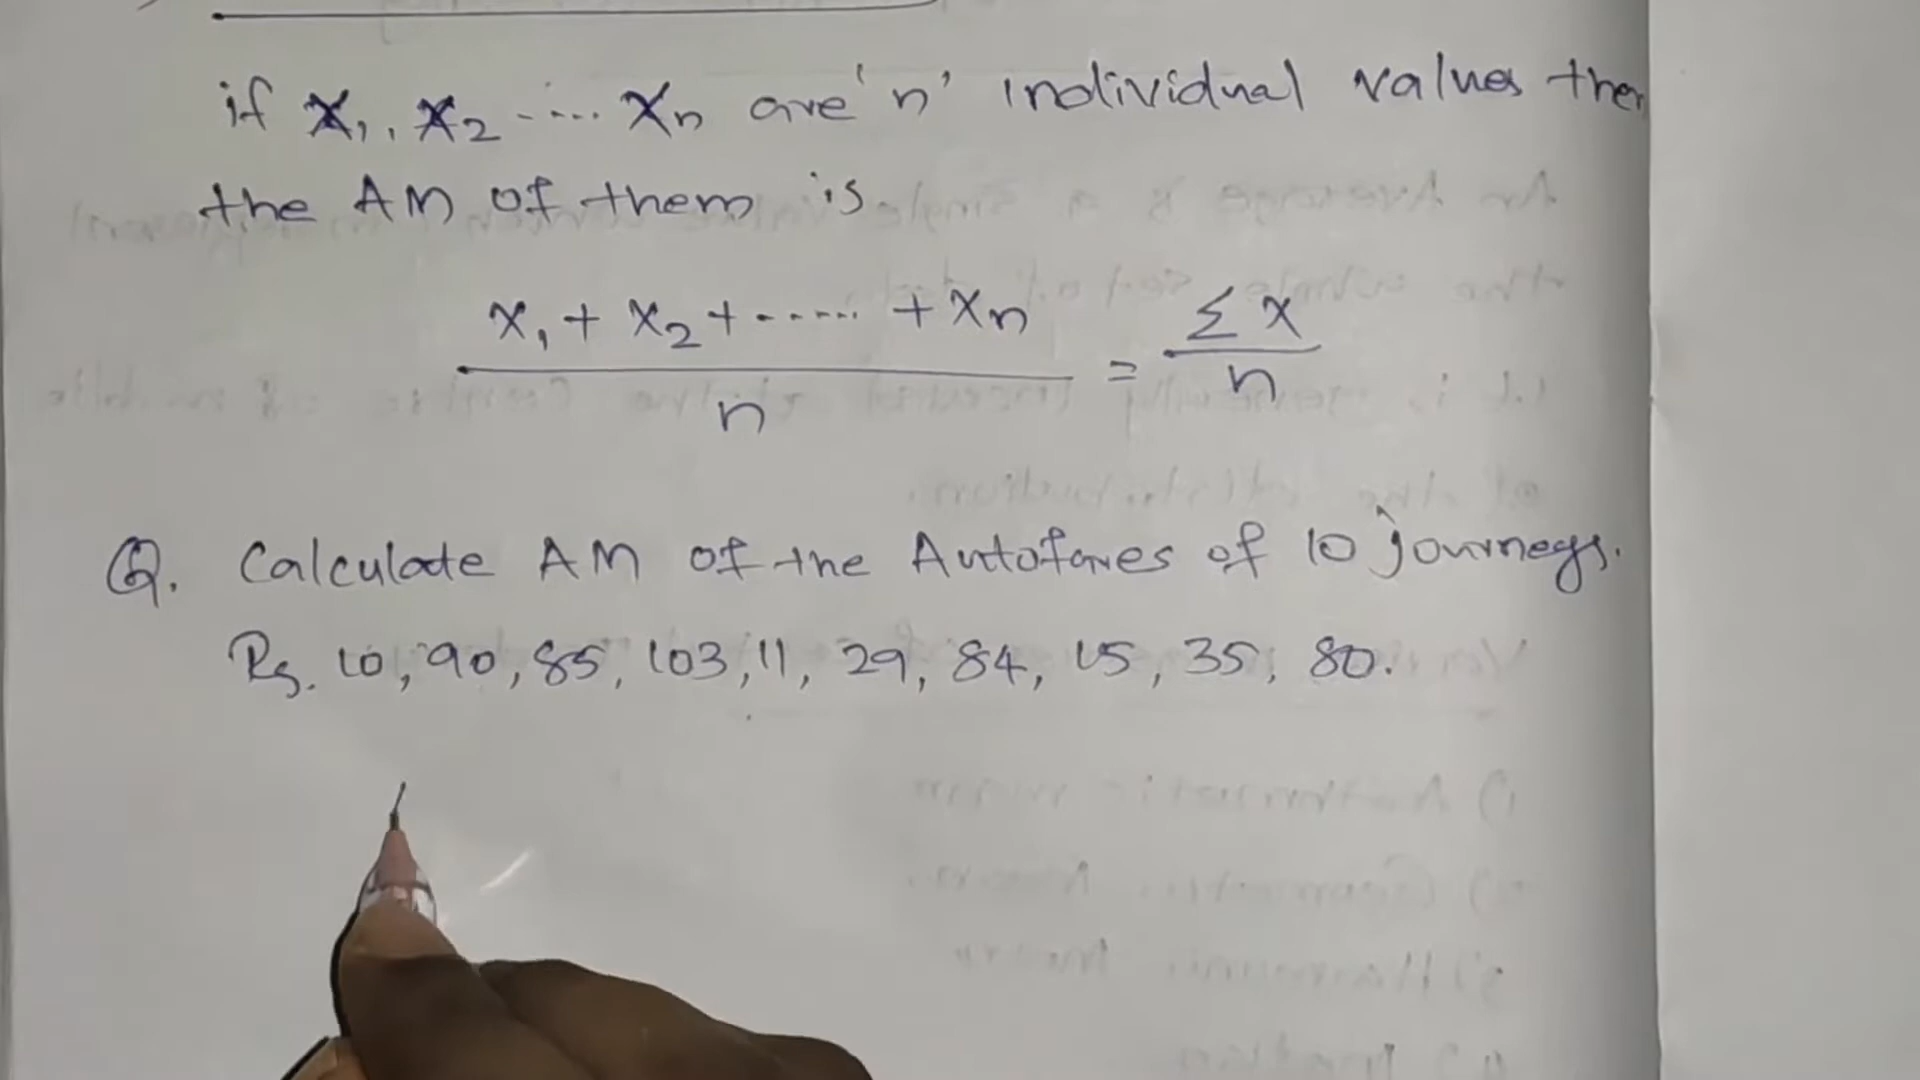 if x₁, x₂ ..... xₙ are 'n' individual values then
the AM of them is.
x₁ + x₂ + ...... + xₙ / n = Σx / n
Q. Calculate AM of the Autofares of 10 journeys.
Rs. 10, 90, 85, 103, 11, 29, 84, 15, 35, 80.